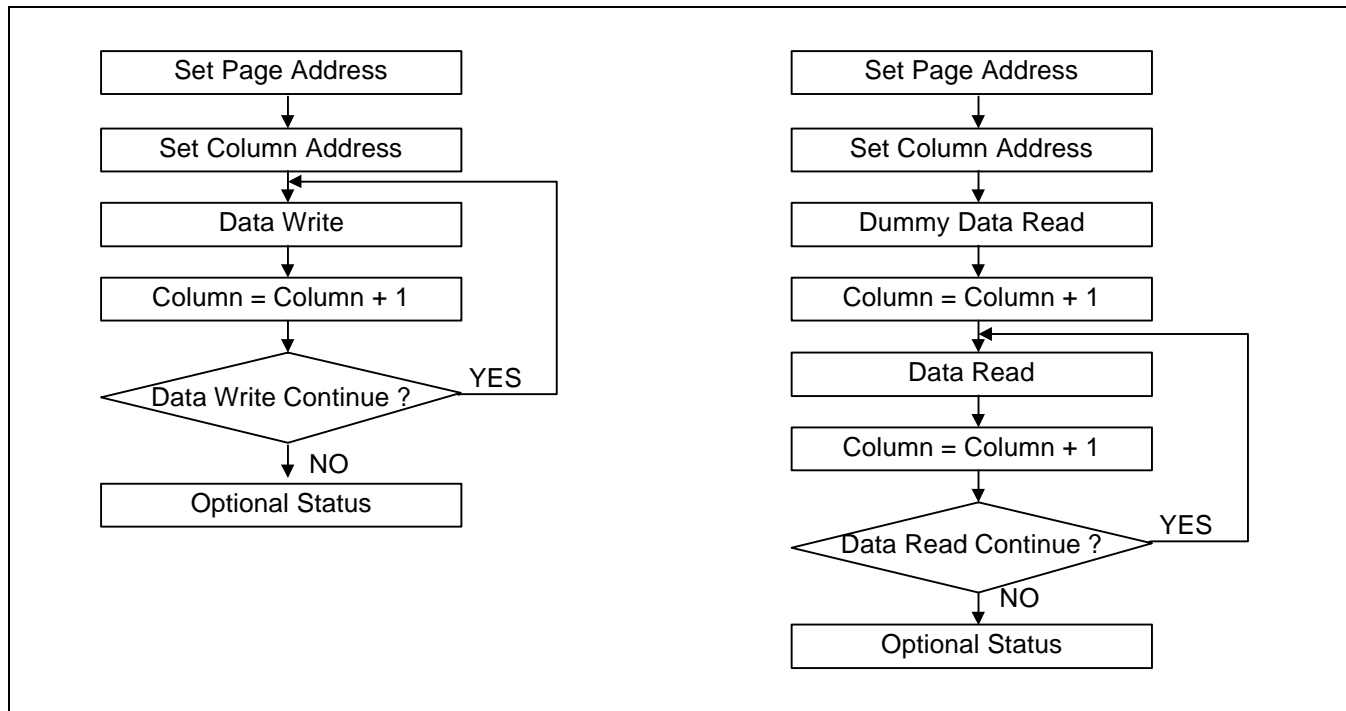 Set Page Address
Set Column Address
Data Write
Column = Column + 1
Data Write Continue ?
YES
NO
Optional Status
Set Page Address
Set Column Address
Dummy Data Read
Column = Column + 1
Data Read
Column = Column + 1
Data Read Continue ?
YES
NO
Optional Status